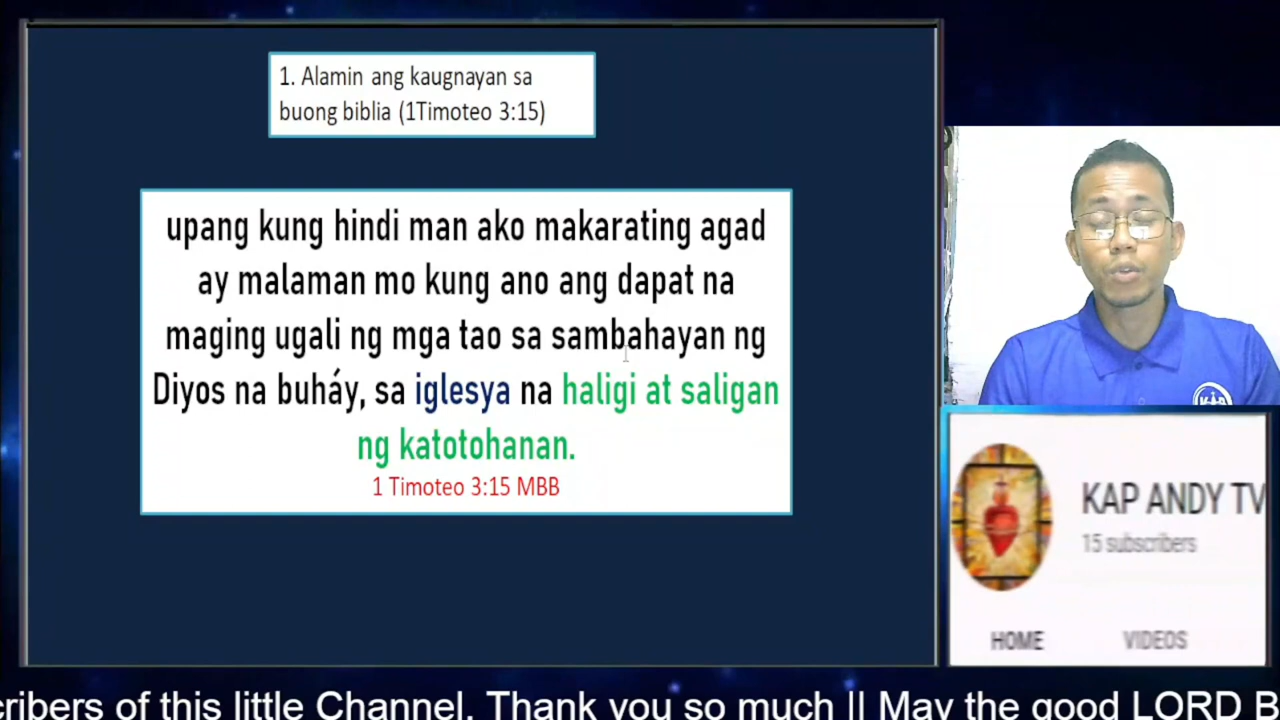 1. Alamin ang kaugnayan sa
buong biblia (1Timoteo 3:15)
upang kung hindi man ako makarating agad
ay malaman mo kung ano ang dapat na
maging ugali ng mga tao sa sambahayan ng
Diyos na buháy, sa iglesya na haligi at saligan
ng katotohanan.
1 Timoteo 3:15 MBB
KAP ANDY TV
15 subscribers
HOME VIDEOS
cribers of this little Channel. Thank you so much || May the good LORD B